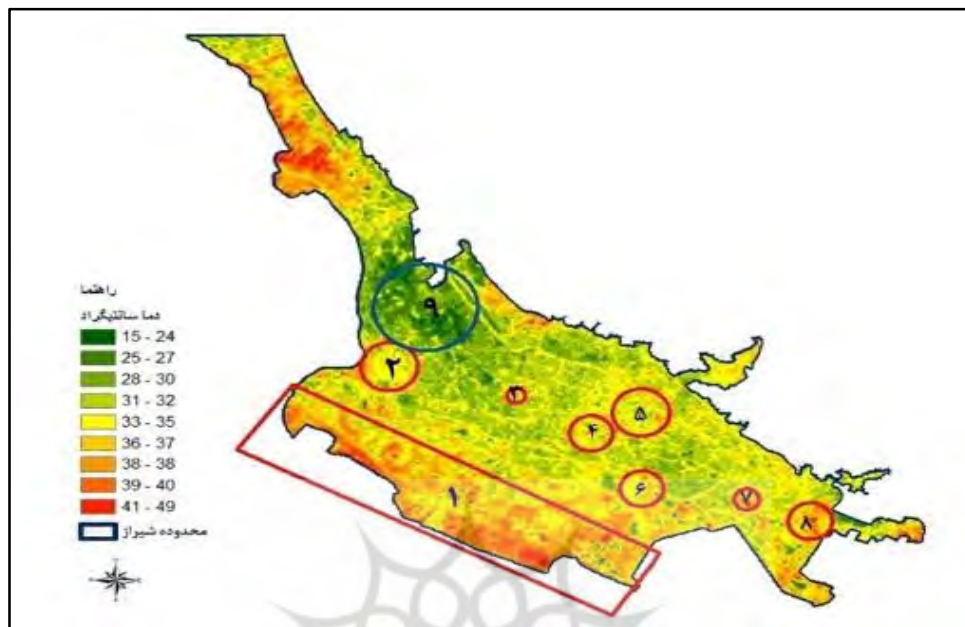 راهنما
دما سانتیگراد
15 - 24
25 - 27
28 - 30
31 - 32
33 - 35
36 - 37
38 - 38
39 - 40
41 - 49
محدوده شیراز
۹
۲
۳
۵
۴
۱
۶
۷
۸